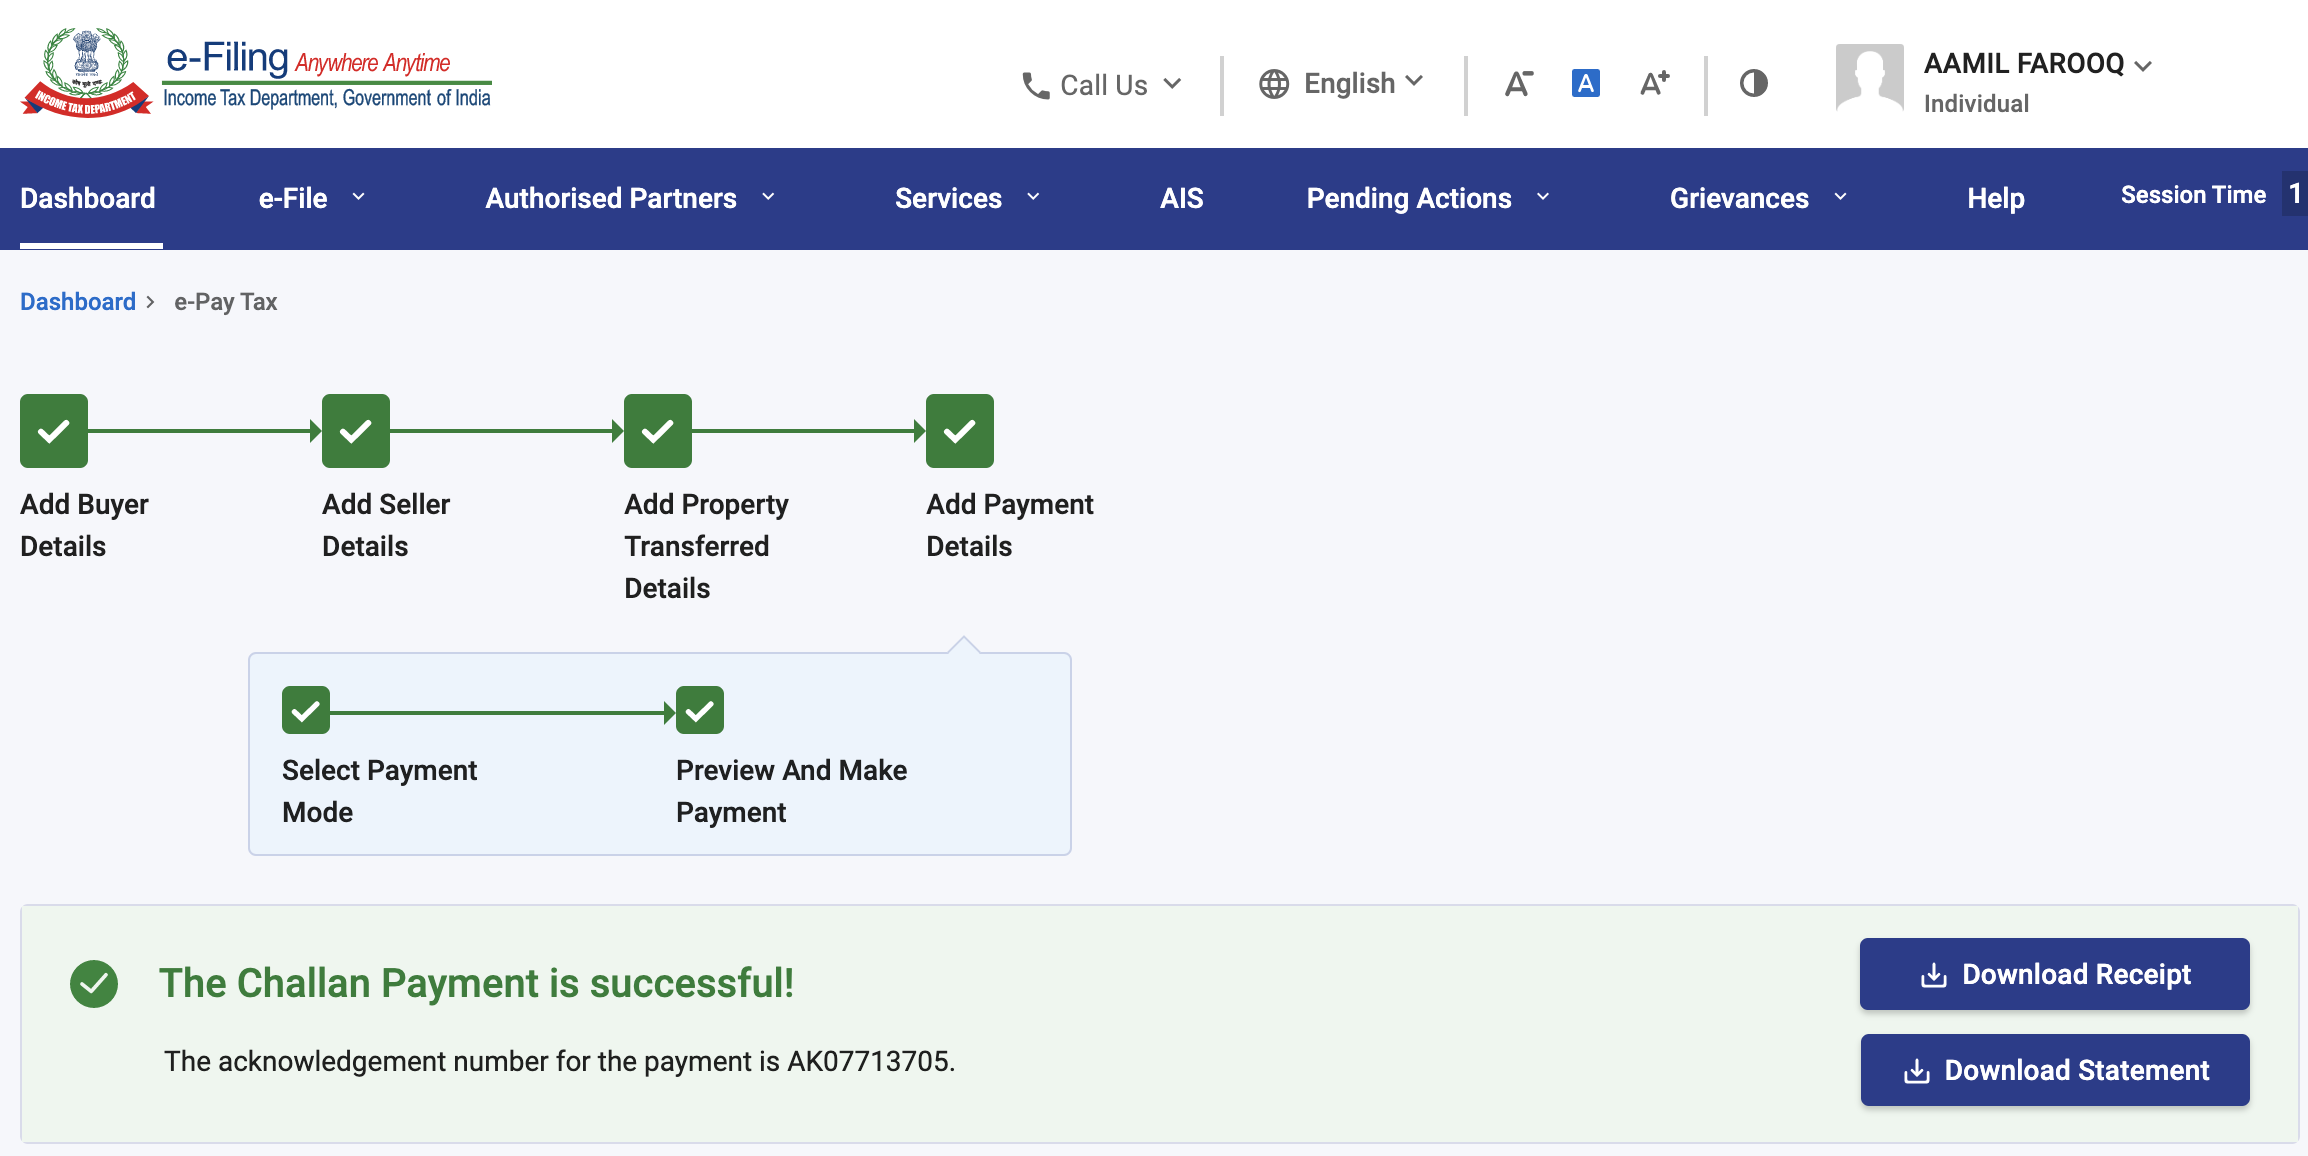 e-Filing Anywhere Anytime
Income Tax Department, Government of India
INCOME TAX DEPARTMENT
Call Us
English
A-
A
A+
AAMIL FAROOQ
Individual
Dashboard
e-File
Authorised Partners
Services
AIS
Pending Actions
Grievances
Help
Session Time
1
Dashboard > e-Pay Tax
Add Buyer
Details
Add Seller
Details
Add Property
Transferred
Details
Add Payment
Details
Select Payment
Mode
Preview And Make
Payment
The Challan Payment is successful!
The acknowledgement number for the payment is AK07713705.
Download Receipt
Download Statement